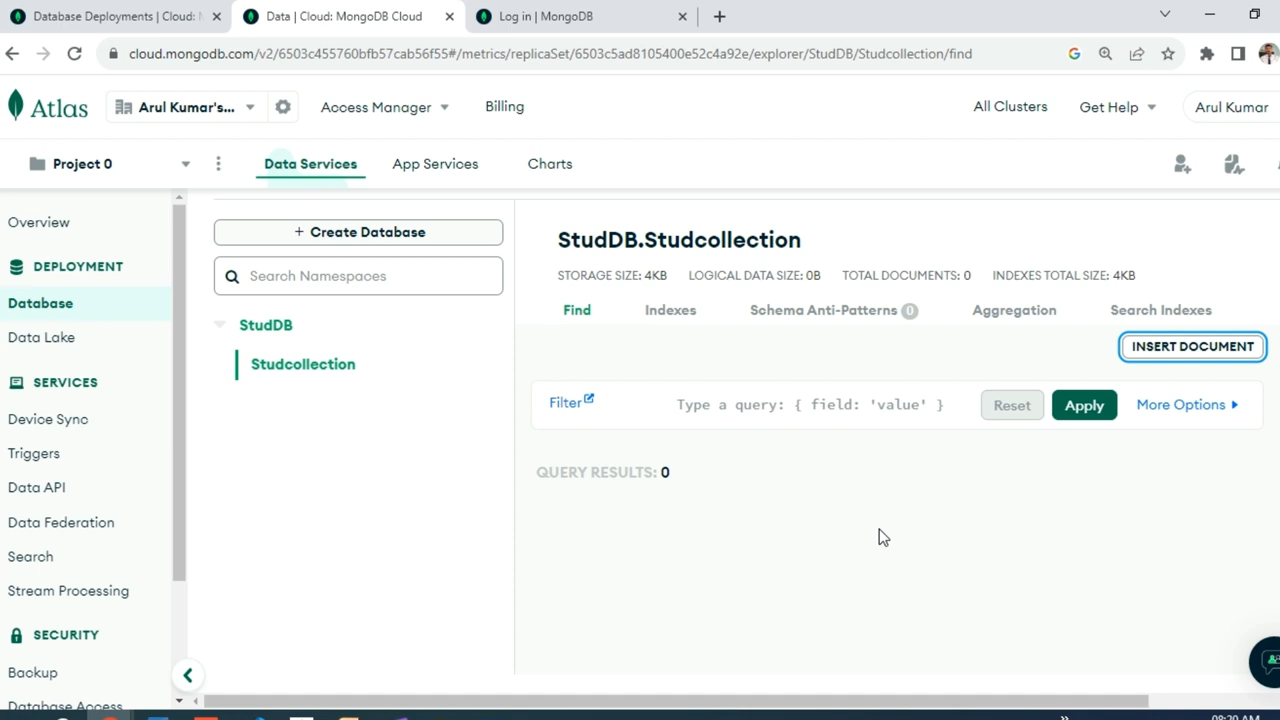 Database Deployments | Cloud: M
Data | Cloud: MongoDB Cloud
Log in | MongoDB
cloud.mongodb.com/v2/6503c455760bfb57cab56f55#/metrics/replicaSet/6503c5ad8105400e52c4a92e/explorer/StudDB/Studcollection/find
Atlas
Arul Kumar's...
Access Manager
Billing
All Clusters
Get Help
Arul Kumar
Project 0
Data Services
App Services
Charts
Overview
DEPLOYMENT
Database
Data Lake
SERVICES
Device Sync
Triggers
Data API
Data Federation
Search
Stream Processing
SECURITY
Backup
Database Access
+ Create Database
Search Namespaces
StudDB
Studcollection
StudDB.Studcollection
STORAGE SIZE: 4KB LOGICAL DATA SIZE: 0B TOTAL DOCUMENTS: 0 INDEXES TOTAL SIZE: 4KB
Find Indexes Schema Anti-Patterns 0 Aggregation Search Indexes
INSERT DOCUMENT
Filter Type a query: { field: 'value' } Reset Apply More Options
QUERY RESULTS: 0
08:20 AM